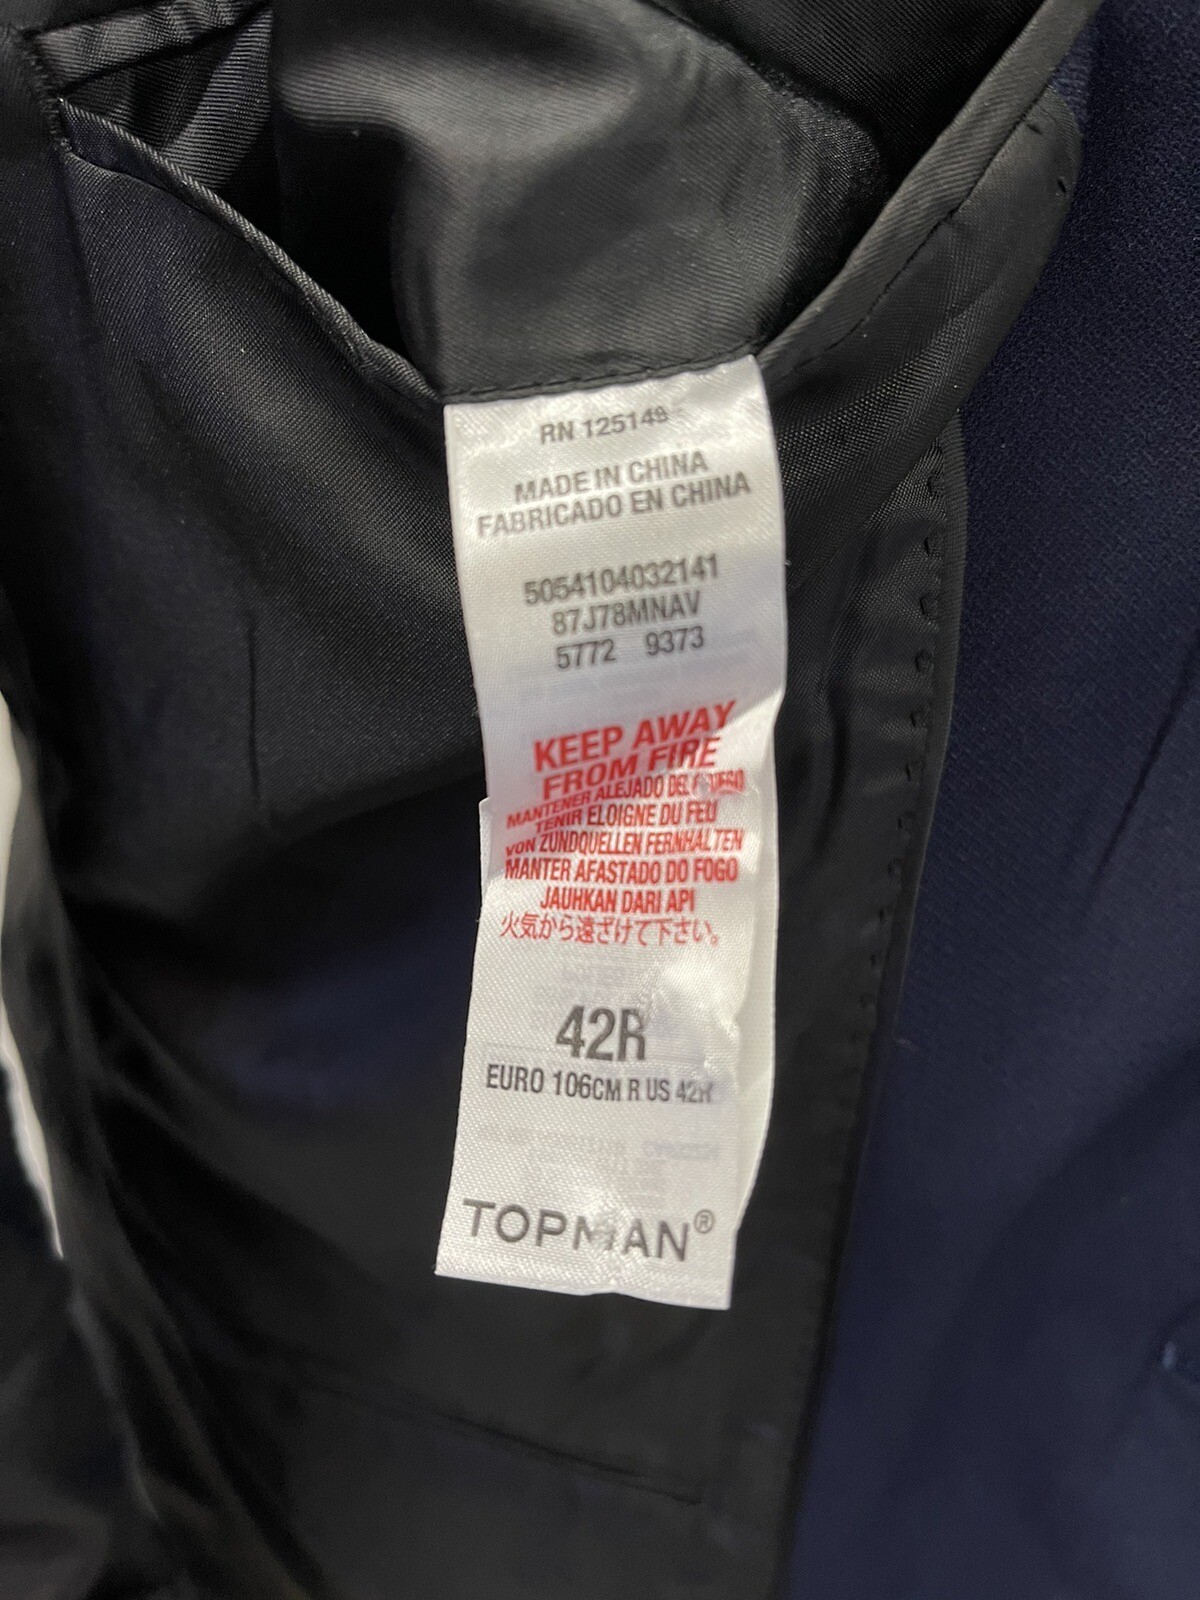 RN 125149
MADE IN CHINA
FABRICADO EN CHINA
5054104032141
87J78MNAV
5772 9373
KEEP AWAY
FROM FIRE
MANTENER ALEJADO DEL FUEGO
TENIR ELOIGNE DU FEU
VON ZÜNDQUELLEN FERNHALTEN
MANTER AFASTADO DO FOGO
JAUHKAN DARI API
火気から遠ざけて下さい。
42R
EURO 106CM R US 42R
TOPMAN®